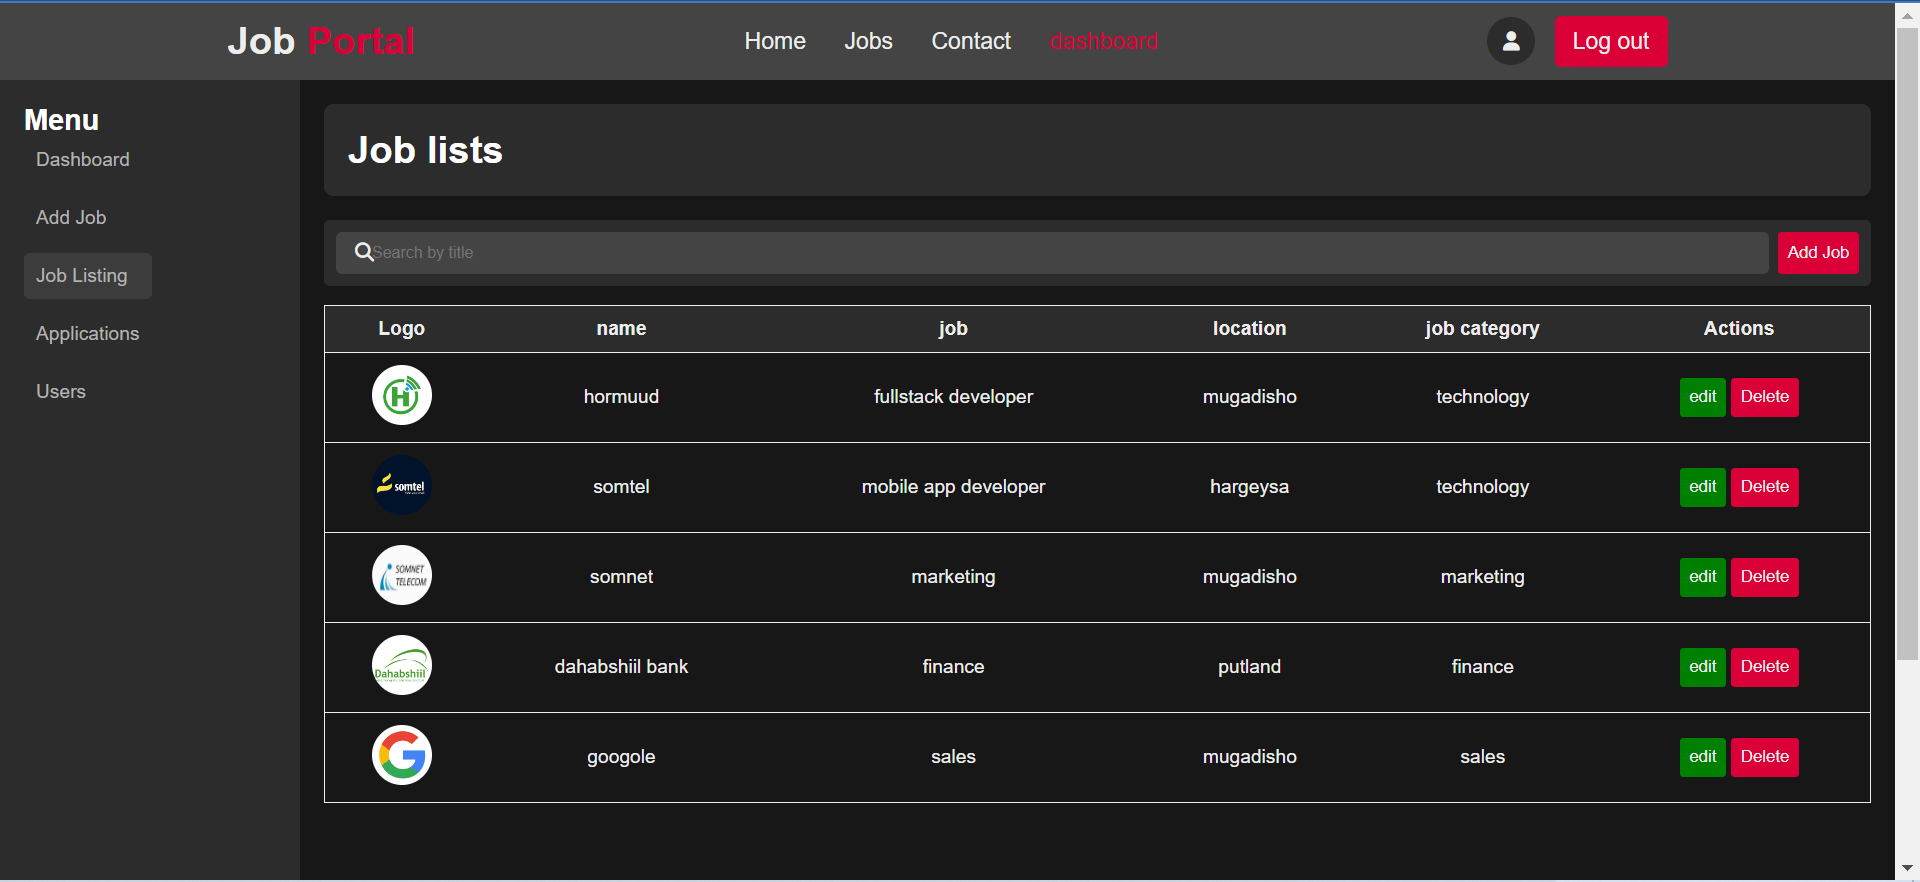 Job Portal
Home Jobs Contact dashboard
Log out
Menu
Dashboard
Add Job
Job Listing
Applications
Users
Job lists
Search by title
Add Job
Logo name job location job category Actions
H hormuud fullstack developer mugadisho technology edit Delete
somtel somtel mobile app developer hargeysa technology edit Delete
SOMNET
TELECOM
somnet marketing mugadisho marketing edit Delete
Dahabshiil dahabshiil bank finance putland finance edit Delete
G googole sales mugadisho sales edit Delete